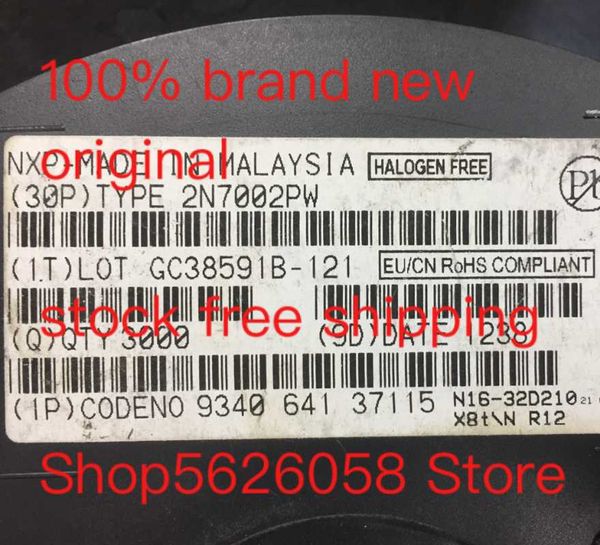 100% brand new
original
NXP MADE IN MALAYSIA HALOGEN FREE
(30P)TYPE 2N7002PW
Pb
(1T)LOT GC38591B-121 EU/CN RoHS COMPLIANT
stock free shipping
(Q)QTY 3000 (9D)DATE 1238
(1P)CODENO 9340 641 37115 N16-32D210 21
X8t\N R12
Shop5626058 Store